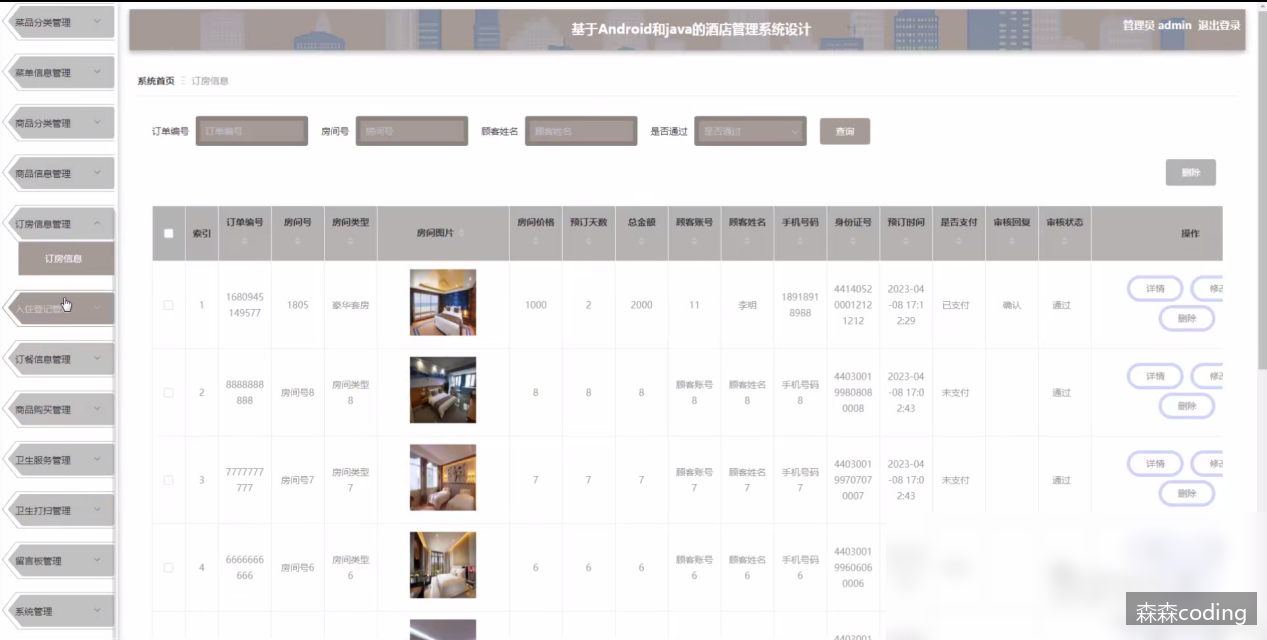 基于Android和java的酒店管理系统设计
管理员 admin 退出登录
菜品分类管理
菜单信息管理
商品分类管理
商品信息管理
订房信息管理
订房信息
入住登记管
订餐信息管理
商品购买管理
卫生服务管理
卫生打扫管理
留言板管理
系统管理
系统首页 订房信息
订单编号 订单编号 房间号 房间号 顾客姓名 顾客姓名 是否通过 是否通过 查询
删除
索引 订单编号 房间号 房间类型 房间图片 房间价格 预订天数 总金额 顾客账号 顾客姓名 手机号码 身份证号 预订时间 是否支付 审核回复 审核状态 操作
1 1680945149577 1805 豪华套房 1000 2 2000 11 李明 18918918988 441405200012121212 2023-04-08 17:12:29 已支付 确认 通过 详情 修改 删除
2 8888888888 房间号8 房间类型8 8 8 8 顾客账号8 顾客姓名8 手机号码8 440300199808080008 2023-04-08 17:02:43 未支付 通过 详情 修改 删除
3 7777777777 房间号7 房间类型7 7 7 7 顾客账号7 顾客姓名7 手机号码7 440300199707070007 2023-04-08 17:02:43 未支付 通过 详情 修改 删除
4 6666666666 房间号6 房间类型6 6 6 6 顾客账号6 顾客姓名6 手机号码6 440300199606060006
4403001
森森coding